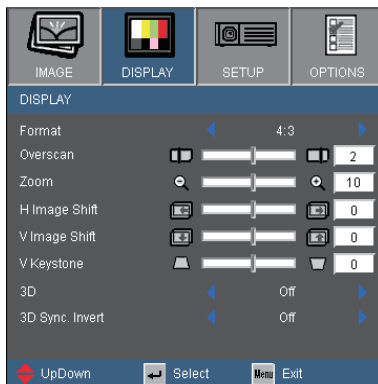 IMAGE DISPLAY SETUP OPTIONS
DISPLAY
Format 4:3
Overscan 2
Zoom 10
H Image Shift 0
V Image Shift 0
V Keystone 0
3D Off
3D Sync. Invert Off
UpDown Select Menu Exit